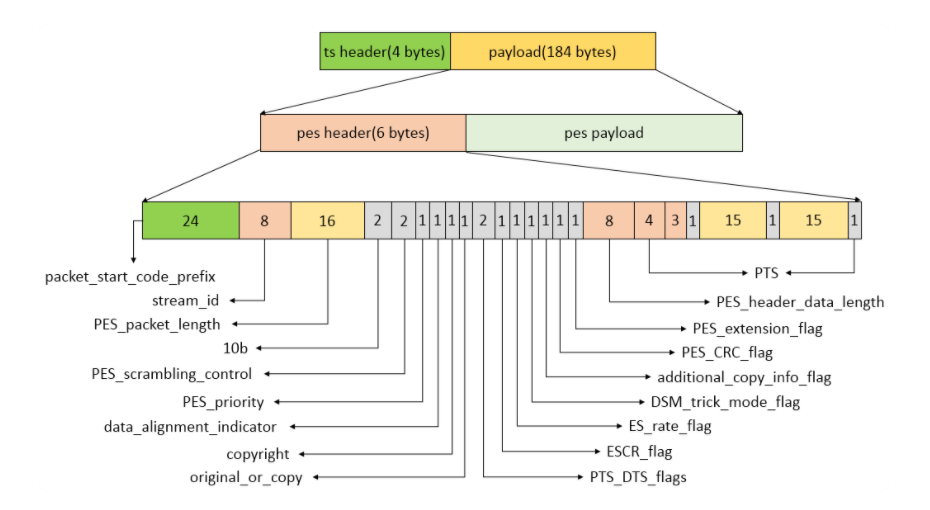 ts header(4 bytes) payload(184 bytes)
pes header(6 bytes) pes payload
24 8 16 2 2 1 1 1 1 2 1 1 1 1 1 1 8 4 3 1 15 1 15 1
packet_start_code_prefix
PTS
stream_id
PES_header_data_length
PES_packet_length
PES_extension_flag
10b
PES_CRC_flag
PES_scrambling_control
additional_copy_info_flag
PES_priority
DSM_trick_mode_flag
data_alignment_indicator
ES_rate_flag
copyright
ESCR_flag
original_or_copy
PTS_DTS_flags